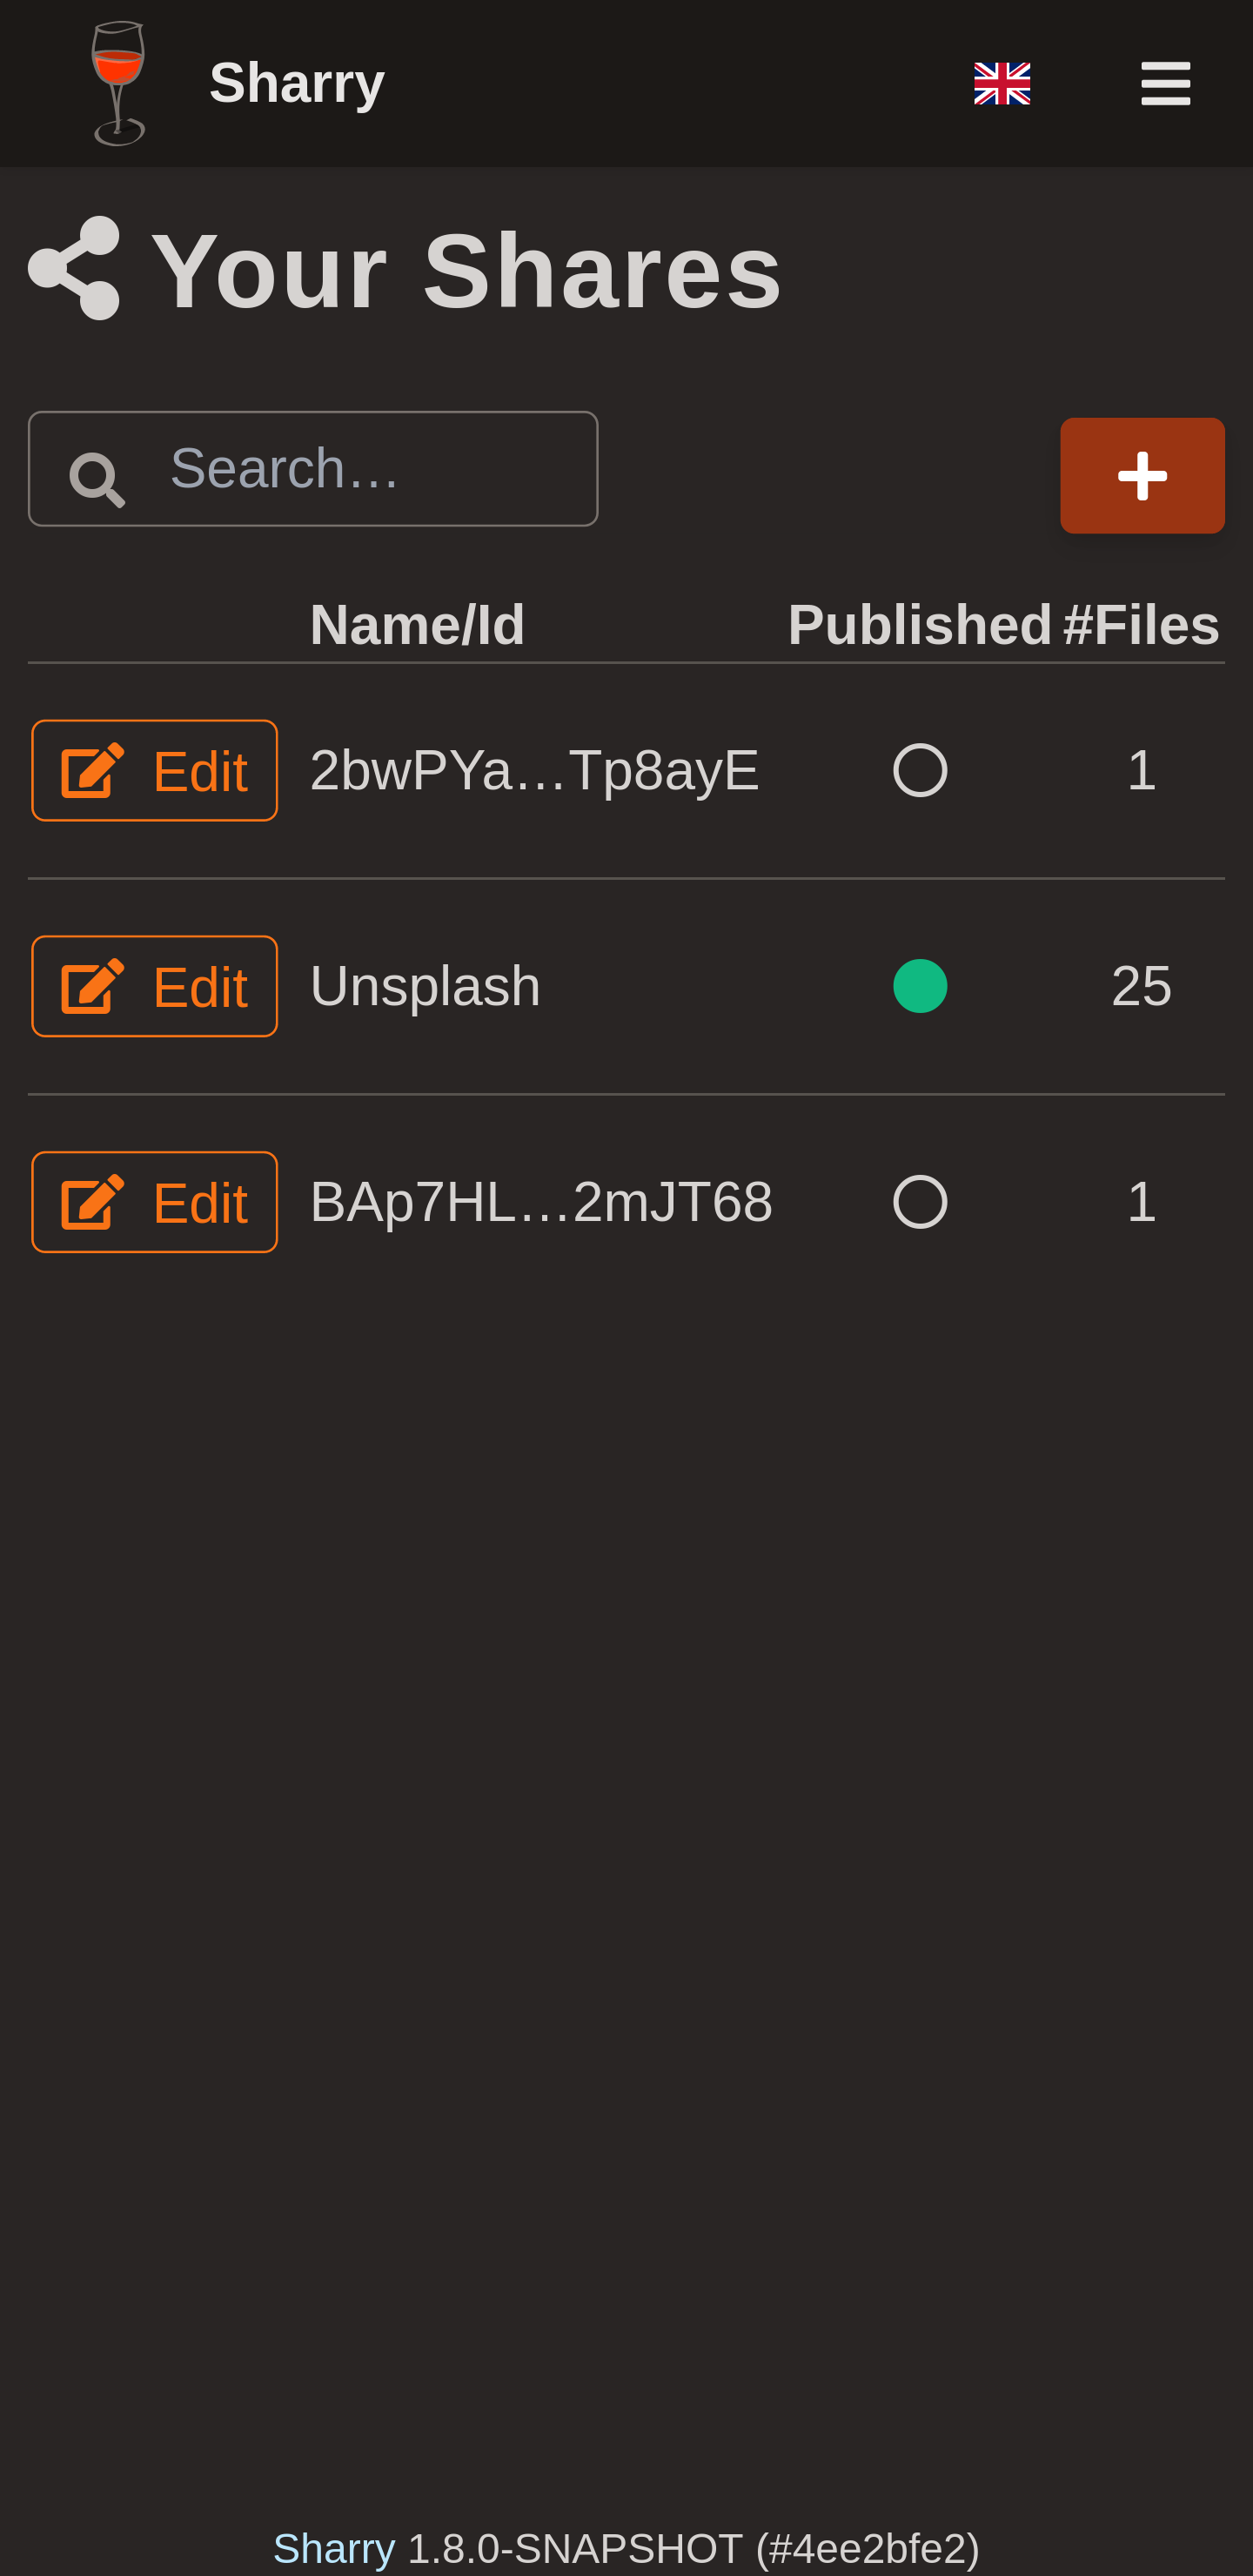 Sharry
Your Shares
Search…
Name/Id Published #Files
Edit 2bwPYa…Tp8ayE 1
Edit Unsplash 25
Edit BAp7HL…2mJT68 1
Sharry 1.8.0-SNAPSHOT (#4ee2bfe2)